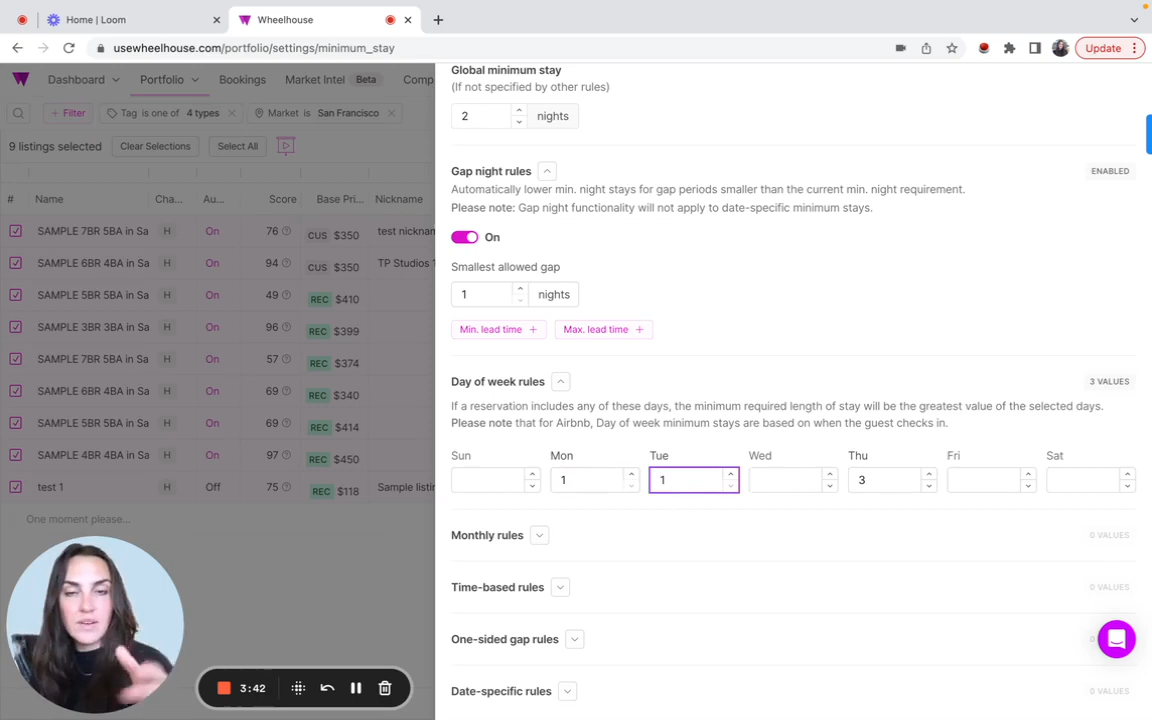 Home | Loom
Wheelhouse
usewheelhouse.com/portfolio/settings/minimum_stay
Update
Dashboard
Portfolio
Bookings
Market Intel
Beta
Comp
Filter
Tag is one of 4 types
Market is San Francisco
9 listings selected
Clear Selections
Select All
# Name Cha... Au... Score Base Pri... Nickname
SAMPLE 7BR 5BA in Sa H On 76 CUS $350 test nicknam
SAMPLE 6BR 4BA in Sa H On 94 CUS $350 TP Studios 1
SAMPLE 5BR 5BA in Sa H On 49 REC $410
SAMPLE 3BR 3BA in Sa H On 96 REC $399
SAMPLE 7BR 5BA in Sa H On 57 REC $374
SAMPLE 6BR 4BA in Sa H On 69 REC $340
SAMPLE 5BR 5BA in Sa H On 69 REC $414
SAMPLE 4BR 4BA in Sa H On 97 REC $450
test 1 H Off 75 REC $118 Sample listin
One moment please...
3:42
Global minimum stay
(If not specified by other rules)
2 nights
Gap night rules
ENABLED
Automatically lower min. night stays for gap periods smaller than the current min. night requirement.
Please note: Gap night functionality will not apply to date-specific minimum stays.
On
Smallest allowed gap
1 nights
Min. lead time +
Max. lead time +
Day of week rules
3 VALUES
If a reservation includes any of these days, the minimum required length of stay will be the greatest value of the selected days.
Please note that for Airbnb, Day of week minimum stays are based on when the guest checks in.
Sun Mon Tue Wed Thu Fri Sat
1 1 3
Monthly rules
0 VALUES
Time-based rules
0 VALUES
One-sided gap rules
Date-specific rules
0 VALUES